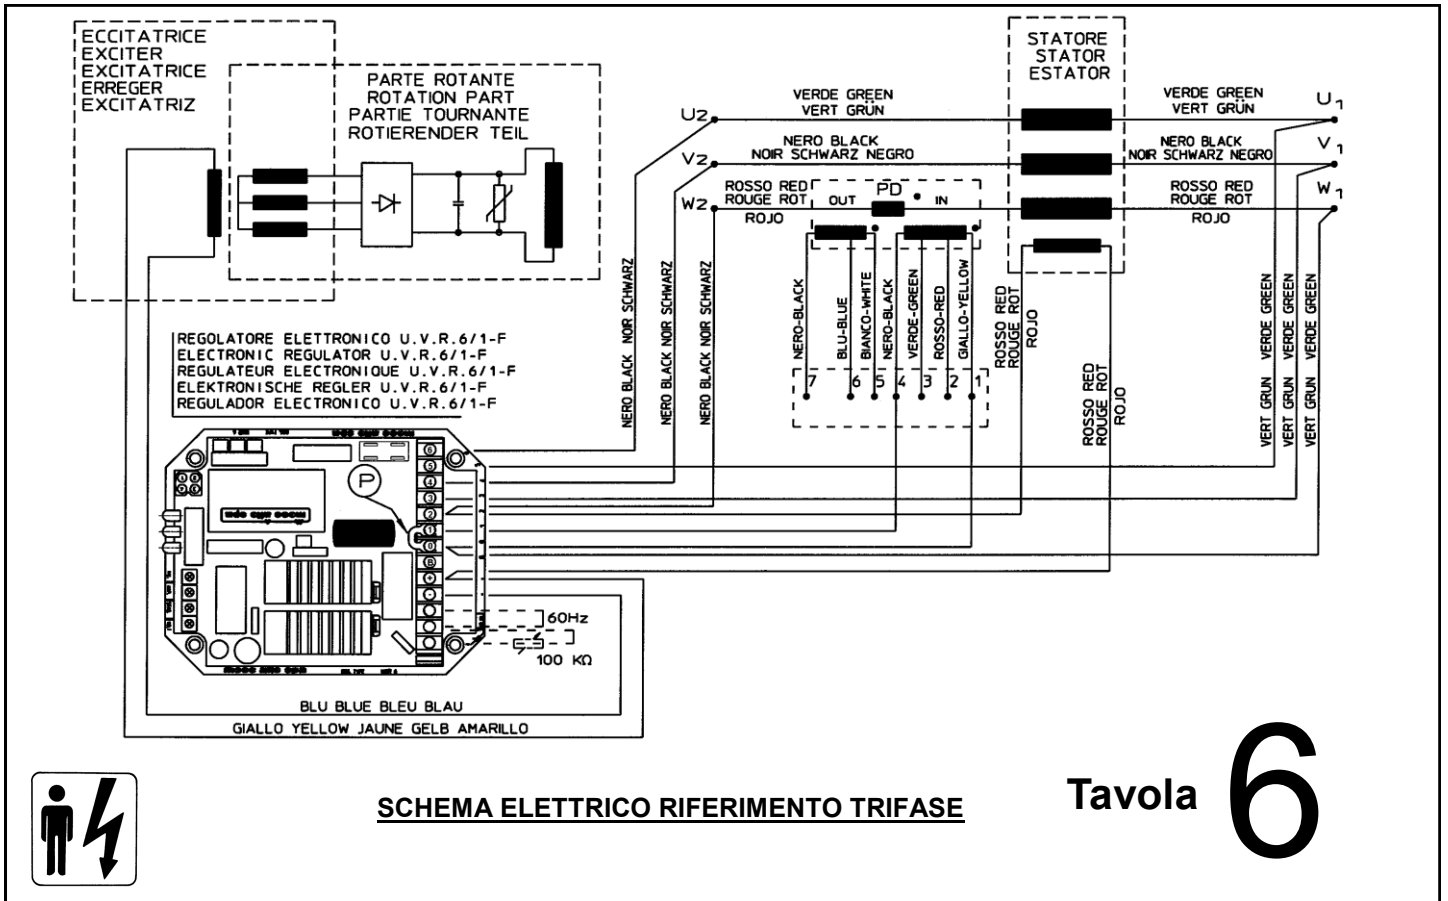 ECCITATRICE
EXCITER
EXCITATRICE
ERREGER
EXCITATRIZ
PARTE ROTANTE
ROTATION PART
PARTIE TOURNANTE
ROTIERENDER TEIL
STATORE
STATOR
ESTATOR
U2
VERDE GREEN
VERT GRÜN
VERDE GREEN
VERT GRÜN
U1
V2
NERO BLACK
NOIR SCHWARZ NEGRO
NERO BLACK
NOIR SCHWARZ NEGRO
V1
W2
ROSSO RED
ROUGE ROT
ROJO
OUT
PD
IN
ROSSO RED
ROUGE ROT
ROJO
W1
NERO BLACK NOIR SCHWARZ
NERO BLACK NOIR SCHWARZ
NERO BLACK NOIR SCHWARZ
NERO-BLACK
BLU-BLUE
BIANCO-WHITE
NERO-BLACK
VERDE-GREEN
ROSSO-RED
GIALLO-YELLOW
7 6 5 4 3 2 1
ROSSO RED
ROUGE ROT
ROJO
ROSSO RED
ROUGE ROT
ROJO
VERT GRUN VERDE GREEN
VERT GRUN VERDE GREEN
VERT GRUN VERDE GREEN
REGOLATORE ELETTRONICO U.V.R.6/1-F
ELECTRONIC REGULATOR U.V.R.6/1-F
REGULATEUR ELECTRONIQUE U.V.R.6/1-F
ELEKTRONISCHE REGLER U.V.R.6/1-F
REGULADOR ELECTRONICO U.V.R.6/1-F
P
6
5
4
3
2
1
0
B
+
-
60Hz
100 KΩ
BLU BLUE BLEU BLAU
GIALLO YELLOW JAUNE GELB AMARILLO
SCHEMA ELETTRICO RIFERIMENTO TRIFASE
Tavola 6